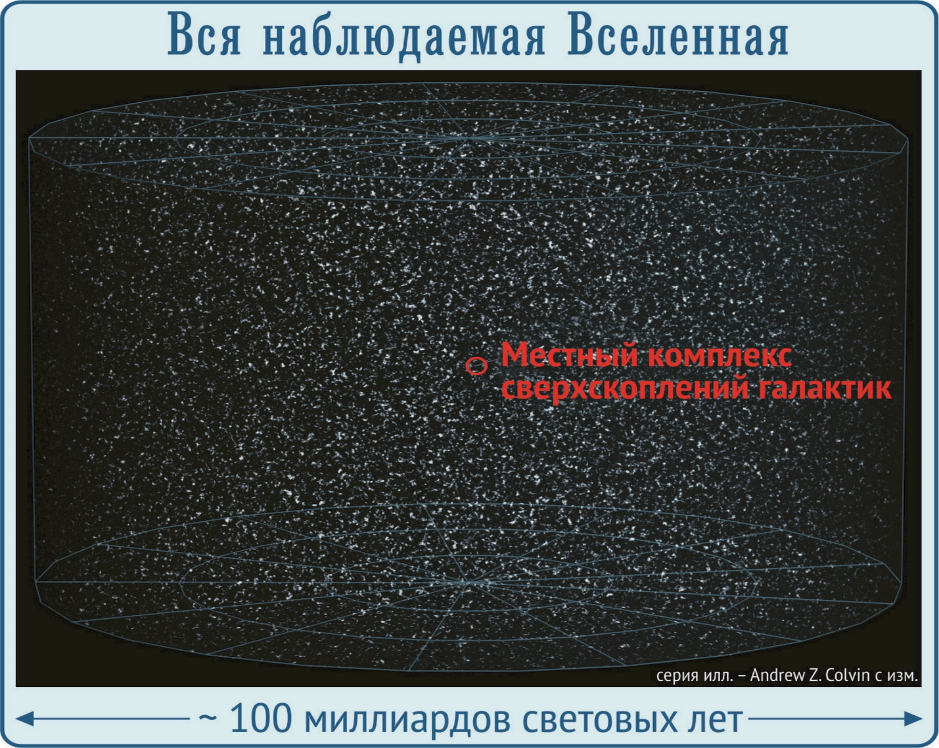 Вся наблюдаемая Вселенная
Местный комплекс
сверхскоплений галактик
серия илл. – Andrew Z. Colvin с изм.
~ 100 миллиардов световых лет